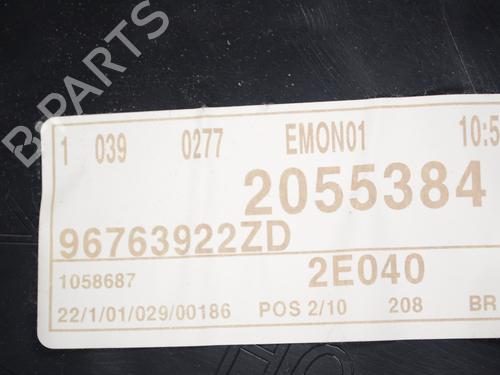 B-PARTS
1 039 0277 EMON01 10:5
2055384
96763922ZD
1058687 2E040
22/1/01/029/00186 POS 2/10 208 BR